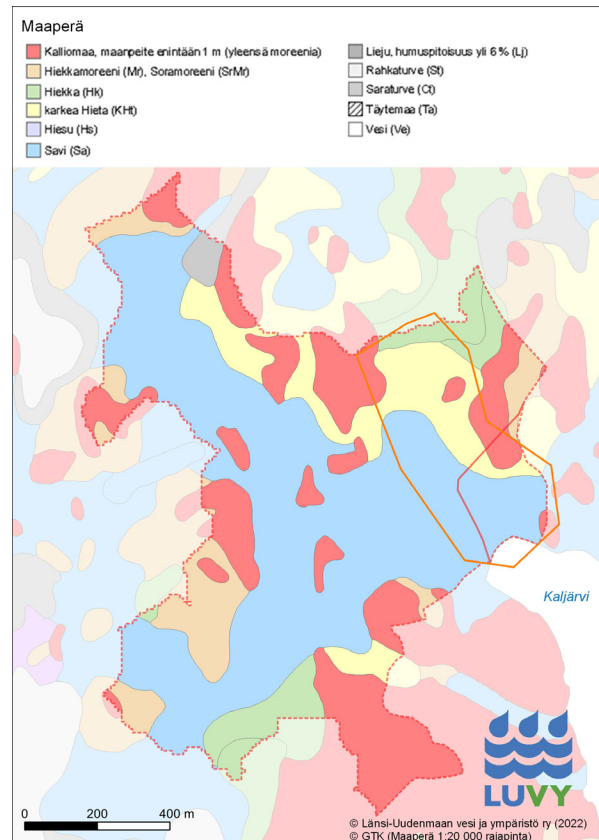 Maaperä
Kalliomaa, maanpeite enintään 1 m (yleensä moreenia)
Hiekkamoreeni (Mr), Soramoreeni (SrMr)
Hiekka (Hk)
karkea Hieta (KHt)
Hiesu (Hs)
Savi (Sa)
Lieju, humuspitoisuus yli 6 % (Lj)
Rahkaturve (St)
Saraturve (Ct)
Täytemaa (Ta)
Vesi (Ve)
Kaljärvi
LUVY
0 200 400 m
© Länsi-Uudenmaan vesi ja ympäristö ry (2022)
© GTK (Maaperä 1:20 000 rajapinta)